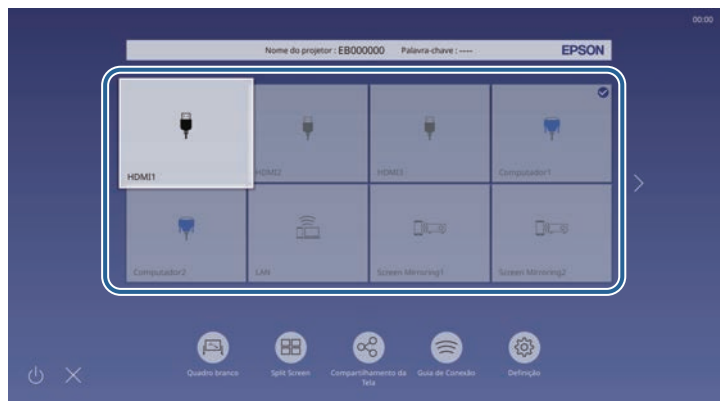 00:00
Nome do projetor : EB000000 Palavra-chave : ---- EPSON
HDMI1 HDMI2 HDMI3 Computador1
Computador2 LAN Screen Mirroring1 Screen Mirroring2
Quadro branco Split Screen Compartilhamento da Guia de Conexão Definição
Tela